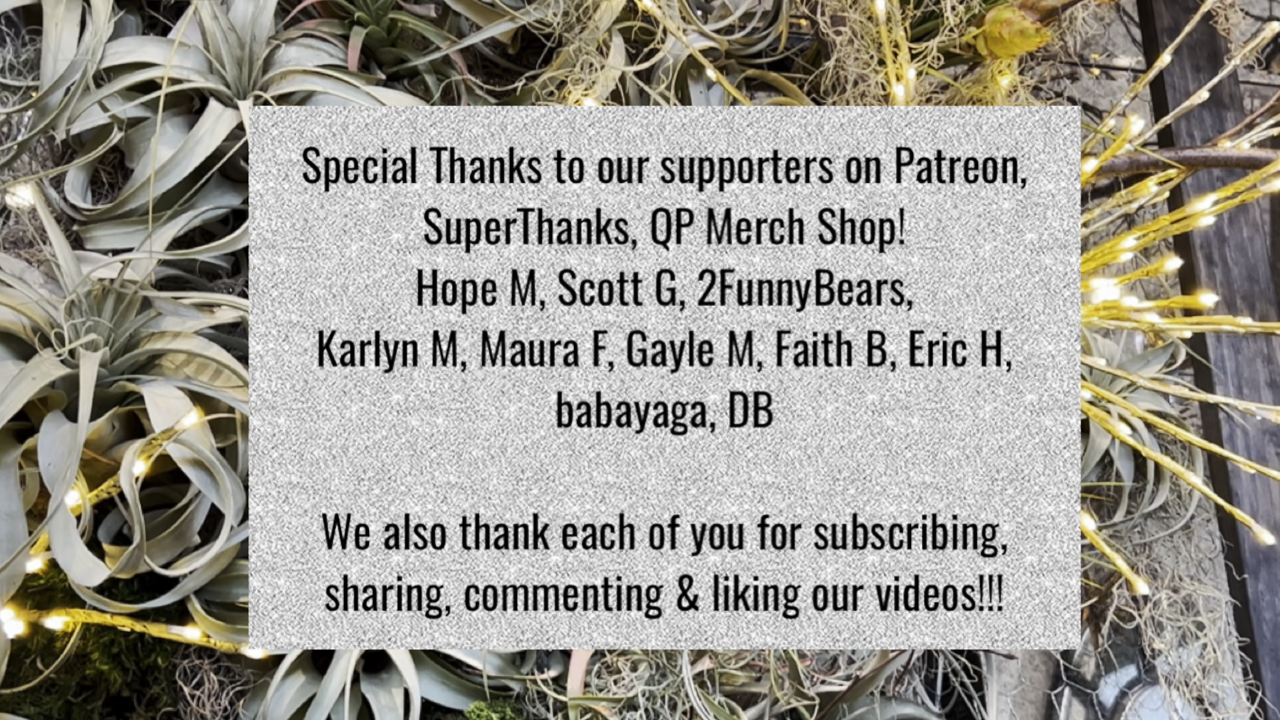 Special Thanks to our supporters on Patreon,
SuperThanks, QP Merch Shop!
Hope M, Scott G, 2FunnyBears,
Karlyn M, Maura F, Gayle M, Faith B, Eric H,
babayaga, DB
We also thank each of you for subscribing,
sharing, commenting & liking our videos!!!